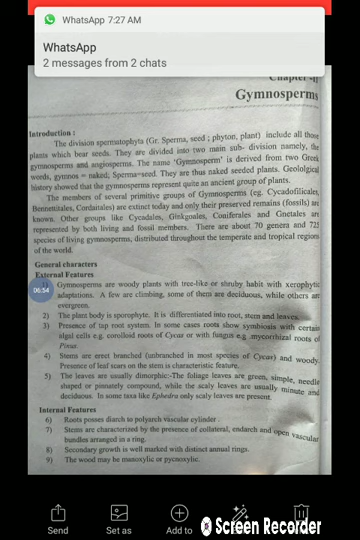 WhatsApp 7:27 AM
WhatsApp
2 messages from 2 chats
Chapter-II
Gymnosperms
Introduction :
The division spermatophyta (Gr. Sperma, seed ; phyton, plant) include all those
plants which bear seeds. They are divided into two main sub- division namely, the
gymnosperms and angiosperms. The name 'Gymnosperm' is derived from two Greek
words, gymnos = naked; Sperma=seed. They are thus naked seeded plants. Geololgical
history showed that the gymnosperms represent quite an ancient group of plants.
The members of several primitive groups of Gymnosperms (eg. Cycadofilicales,
Bennettitales, Cordaitales) are extinct today and only their preserved remains (fossils) are
known. Other groups like Cycadales, Ginkgoales, Coniferales and Gnetales are
represented by both living and fossil members. There are about 70 genera and 725
species of living gymnosperms, distributed throughout the temperate and tropical regions
of the world.
General characters
External Features
06:54
Gymnosperms are woody plants with tree-like or shruby habit with xerophytic
adaptations. A few are climbing, some of them are deciduous, while others are
evergreen.
2) The plant body is sporophyte. It is differentiated into root, stem and leaves.
3) Presence of tap root system. In some cases roots show symbiosis with certain
algal cells e.g. corolloid roots of Cycas or with fungus e.g. mycorrhizal roots of
Pinus.
4) Stems are erect branched (unbranched in most species of Cycas) and woody.
Presence of leaf scars on the stem is characteristic feature.
5) The leaves are usually dimorphic:-The foliage leaves are green, simple, needle
shaped or pinnately compound, while the scaly leaves are usually minute and
deciduous. In some taxa like Ephedra only scaly leaves are present.
Internal Features
6) Roots posses diarch to polyarch vascular cylinder.
7) Stems are characterized by the presence of collateral, endarch and open vascular
bundles arranged in a ring.
8) Secondary growth is well marked with distinct annual rings.
9) The wood may be manoxylic or pycnoxylic.
Send Set as Add to
Screen Recorder